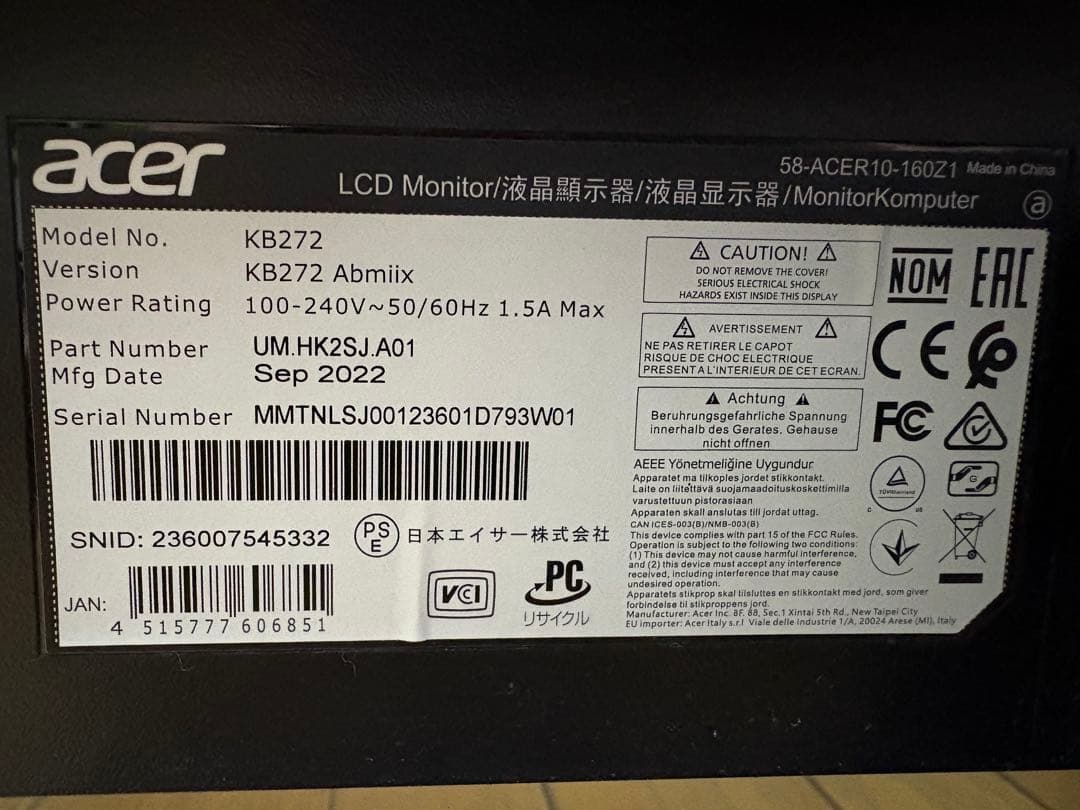 acer
58-ACER10-160Z1 Made in China
LCD Monitor/液晶顯示器/液晶显示器/MonitorKomputer
a
Model No. KB272
Version KB272 Abmiix
Power Rating 100-240V~50/60Hz 1.5A Max
Part Number UM.HK2SJ.A01
Mfg Date Sep 2022
Serial Number MMTNLSJ00123601D793W01
SNID: 236007545332
PS
E
日本エイサー株式会社
JAN:
4 515777 606851
VCI
PC
リサイクル
CAUTION!
DO NOT REMOVE THE COVER!
SERIOUS ELECTRICAL SHOCK
HAZARDS EXIST INSIDE THIS DISPLAY
AVERTISSEMENT
NE PAS RETIRER LE CAPOT
RISQUE DE CHOC ELECTRIQUE
PRESENT A L'INTERIEUR DE CET ECRAN.
Achtung
Beruhrungsgefahrliche Spannung
innerhalb des Gerates. Gehause
nicht offnen
AEEE Yönetmeliğine Uygundur
Apparatet ma tilkoples jordet stikkontakt.
Laite on liitettävä suojamaadoituskoskettimilla
varustettuun pistorasiaan
Apparaten skall anslutas till jordat uttag.
CAN ICES-003(B)/NMB-003(B)
This device complies with part 15 of the FCC Rules.
Operation is subject to the following two conditions:
(1) This device may not cause harmful interference,
and (2) this device must accept any interference
received, including interference that may cause
undesired operation.
Apparatets stikprop skal tilsluttes en stikkontakt med jord, som giver
forbindelse til stikproppens jord.
Manufacturer: Acer Inc. 8F, 88, Sec.1 Xintai 5th Rd., New Taipei City
EU importer: Acer Italy s.r.l Viale delle Industrie 1/A, 20024 Arese (MI), Italy
NOM
EAC
CE
FC
TÜVRheinland
C US
G